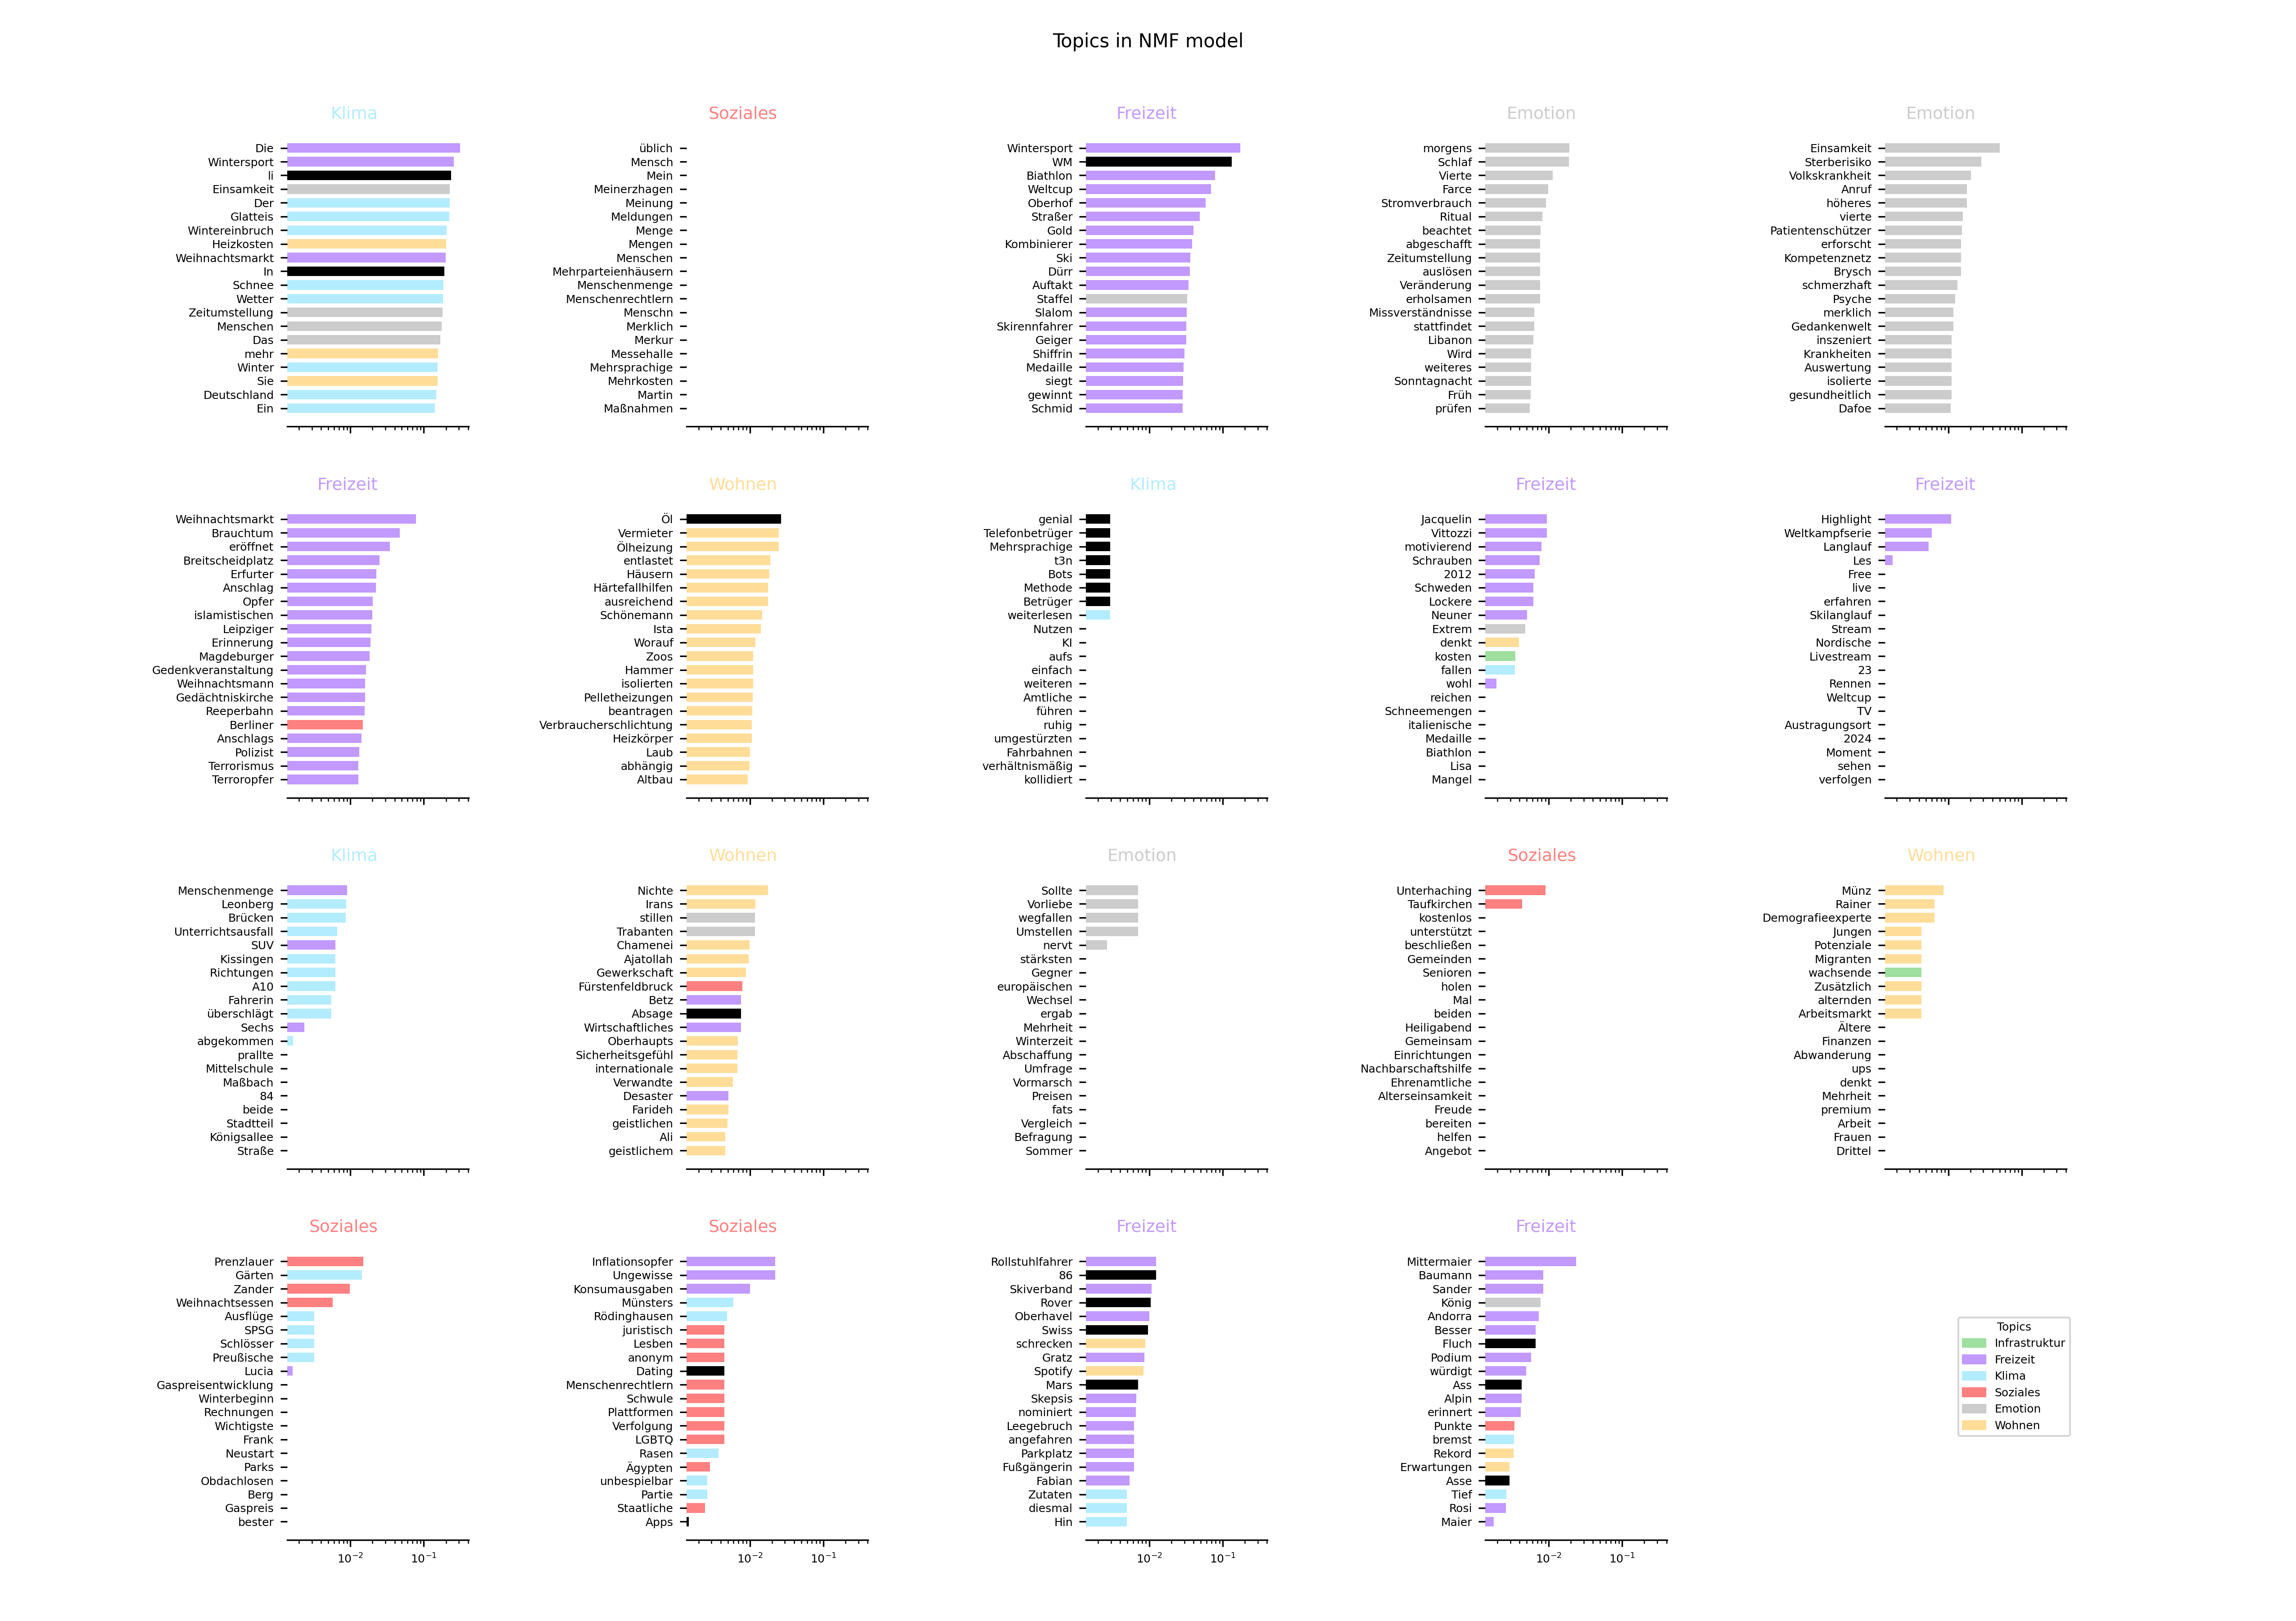 Topics in NMF model
Klima
Die
Wintersport
li
Einsamkeit
Der
Glatteis
Wintereinbruch
Heizkosten
Weihnachtsmarkt
In
Schnee
Wetter
Zeitumstellung
Menschen
Das
mehr
Winter
Sie
Deutschland
Ein
Soziales
üblich
Mensch
Mein
Meinerzhagen
Meinung
Meldungen
Menge
Mengen
Menschen
Mehrparteienhäusern
Menschenmenge
Menschenrechtlern
Menschn
Merklich
Merkur
Messehalle
Mehrsprachige
Mehrkosten
Martin
Maßnahmen
Freizeit
Wintersport
WM
Biathlon
Weltcup
Oberhof
Straßer
Gold
Kombinierer
Ski
Dürr
Auftakt
Staffel
Slalom
Skirennfahrer
Geiger
Shiffrin
Medaille
siegt
gewinnt
Schmid
Emotion
morgens
Schlaf
Vierte
Farce
Stromverbrauch
Ritual
beachtet
abgeschafft
Zeitumstellung
auslösen
Veränderung
erholsamen
Missverständnisse
stattfindet
Libanon
Wird
weiteres
Sonntagnacht
Früh
prüfen
Emotion
Einsamkeit
Sterberisiko
Volkskrankheit
Anruf
höheres
vierte
Patientenschützer
erforscht
Kompetenznetz
Brysch
schmerzhaft
Psyche
merklich
Gedankenwelt
inszeniert
Krankheiten
Auswertung
isolierte
gesundheitlich
Dafoe
Freizeit
Weihnachtsmarkt
Brauchtum
eröffnet
Breitscheidplatz
Erfurter
Anschlag
Opfer
islamistischen
Leipziger
Erinnerung
Magdeburger
Gedenkveranstaltung
Weihnachtsmann
Gedächtniskirche
Reeperbahn
Berliner
Anschlags
Polizist
Terrorismus
Terroropfer
Wohnen
Öl
Vermieter
Ölheizung
entlastet
Häusern
Härtefallhilfen
ausreichend
Schönemann
Ista
Worauf
Zoos
Hammer
isolierten
Pelletheizungen
beantragen
Verbraucherschlichtung
Heizkörper
Laub
abhängig
Altbau
Klima
genial
Telefonbetrüger
Mehrsprachige
t3n
Bots
Methode
Betrüger
weiterlesen
Nutzen
KI
aufs
einfach
weiteren
Amtliche
führen
ruhig
umgestürzten
Fahrbahnen
verhältnismäßig
kollidiert
Freizeit
Jacquelin
Vittozzi
motivierend
Schrauben
2012
Schweden
Lockere
Neuner
Extrem
denkt
kosten
fallen
wohl
reichen
Schneemengen
italienische
Medaille
Biathlon
Lisa
Mangel
Freizeit
Highlight
Weltkampfserie
Langlauf
Les
Free
live
erfahren
Skilanglauf
Stream
Nordische
Livestream
23
Rennen
Weltcup
TV
Austragungsort
2024
Moment
sehen
verfolgen
Klima
Menschenmenge
Leonberg
Brücken
Unterrichtsausfall
SUV
Kissingen
Richtungen
A10
Fahrerin
überschlägt
Sechs
abgekommen
prallte
Mittelschule
Maßbach
84
beide
Stadtteil
Königsallee
Straße
Wohnen
Nichte
Irans
stillen
Trabanten
Chamenei
Ajatollah
Gewerkschaft
Fürstenfeldbruck
Betz
Absage
Wirtschaftliches
Oberhaupts
Sicherheitsgefühl
internationale
Verwandte
Desaster
Farideh
geistlichen
Ali
geistlichem
Emotion
Sollte
Vorliebe
wegfallen
Umstellen
nervt
stärksten
Gegner
europäischen
Wechsel
ergab
Mehrheit
Winterzeit
Abschaffung
Umfrage
Vormarsch
Preisen
fats
Vergleich
Befragung
Sommer
Soziales
Unterhaching
Taufkirchen
kostenlos
unterstützt
beschließen
Gemeinden
Senioren
holen
Mal
beiden
Heiligabend
Gemeinsam
Einrichtungen
Nachbarschaftshilfe
Ehrenamtliche
Alterseinsamkeit
Freude
bereiten
helfen
Angebot
Wohnen
Münz
Rainer
Demografieexperte
Jungen
Potenziale
Migranten
wachsende
Zusätzlich
alternden
Arbeitsmarkt
Ältere
Finanzen
Abwanderung
ups
denkt
Mehrheit
premium
Arbeit
Frauen
Drittel
Soziales
Prenzlauer
Gärten
Zander
Weihnachtsessen
Ausflüge
SPSG
Schlösser
Preußische
Lucia
Gaspreisentwicklung
Winterbeginn
Rechnungen
Wichtigste
Frank
Neustart
Parks
Obdachlosen
Berg
Gaspreis
bester
10⁻² 10⁻¹
Soziales
Inflationsopfer
Ungewisse
Konsumausgaben
Münsters
Rödinghausen
juristisch
Lesben
anonym
Dating
Menschenrechtlern
Schwule
Plattformen
Verfolgung
LGBTQ
Rasen
Ägypten
unbespielbar
Partie
Staatliche
Apps
10⁻² 10⁻¹
Freizeit
Rollstuhlfahrer
86
Skiverband
Rover
Oberhavel
Swiss
schrecken
Gratz
Spotify
Mars
Skepsis
nominiert
Leegebruch
angefahren
Parkplatz
Fußgängerin
Fabian
Zutaten
diesmal
Hin
10⁻² 10⁻¹
Freizeit
Mittermaier
Baumann
Sander
König
Andorra
Besser
Fluch
Podium
würdigt
Ass
Alpin
erinnert
Punkte
bremst
Rekord
Erwartungen
Asse
Tief
Rosi
Maier
10⁻² 10⁻¹
Topics
Infrastruktur
Freizeit
Klima
Soziales
Emotion
Wohnen